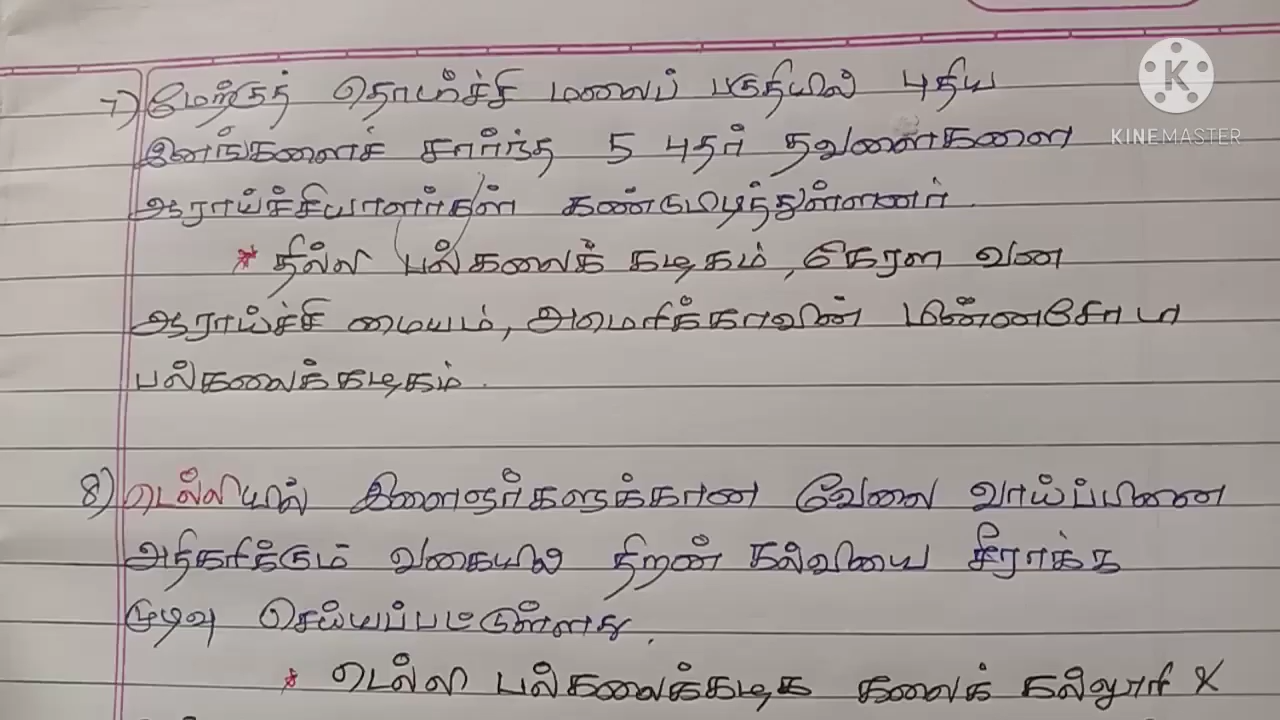 7) மேற்குத் தொடர்ச்சி மலைப் பகுதியில் புதிய
KINEMASTER
இனங்களைச் சார்ந்த 5 புதர் தவளைகளை
ஆராய்ச்சியாளர்கள் கண்டுபிடித்துள்ளனர்.
* தில்லி பல்கலைக் கழகம், கேரள வன
ஆராய்ச்சி மையம், அமெரிக்காவின் மின்னசோடா
பல்கலைக்கழகம்.
8) டெல்லியில் இளைஞர்களுக்கான வேலை வாய்ப்பினை
அதிகரிக்கும் வகையில் திறன் கல்வியை சீராக்க
முடிவு செய்யப்பட்டுள்ளது.
* டெல்லி பல்கலைக்கழக கலைக் கல்லூரி &